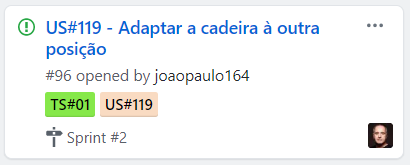 US#119 - Adaptar a cadeira à outra
posição
#96 opened by joaopaulo164
TS#01 US#119
Sprint #2